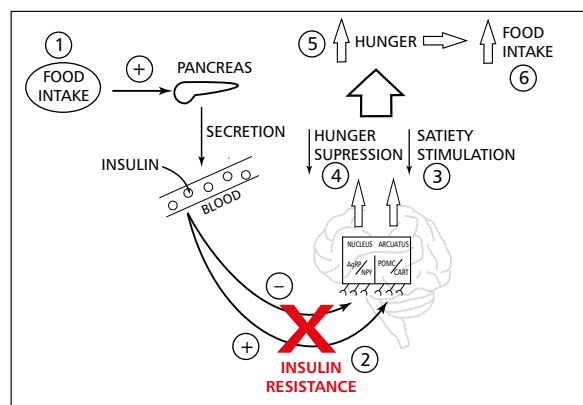 1
FOOD
INTAKE
+
PANCREAS
SECRETION
INSULIN
BLOOD
5
HUNGER
FOOD
INTAKE
6
HUNGER
SUPRESSION
4
SATIETY
STIMULATION
3
NUCLEUS ARCUATUS
AgRP/NPY
POMC/CART
−
+
2
INSULIN
RESISTANCE